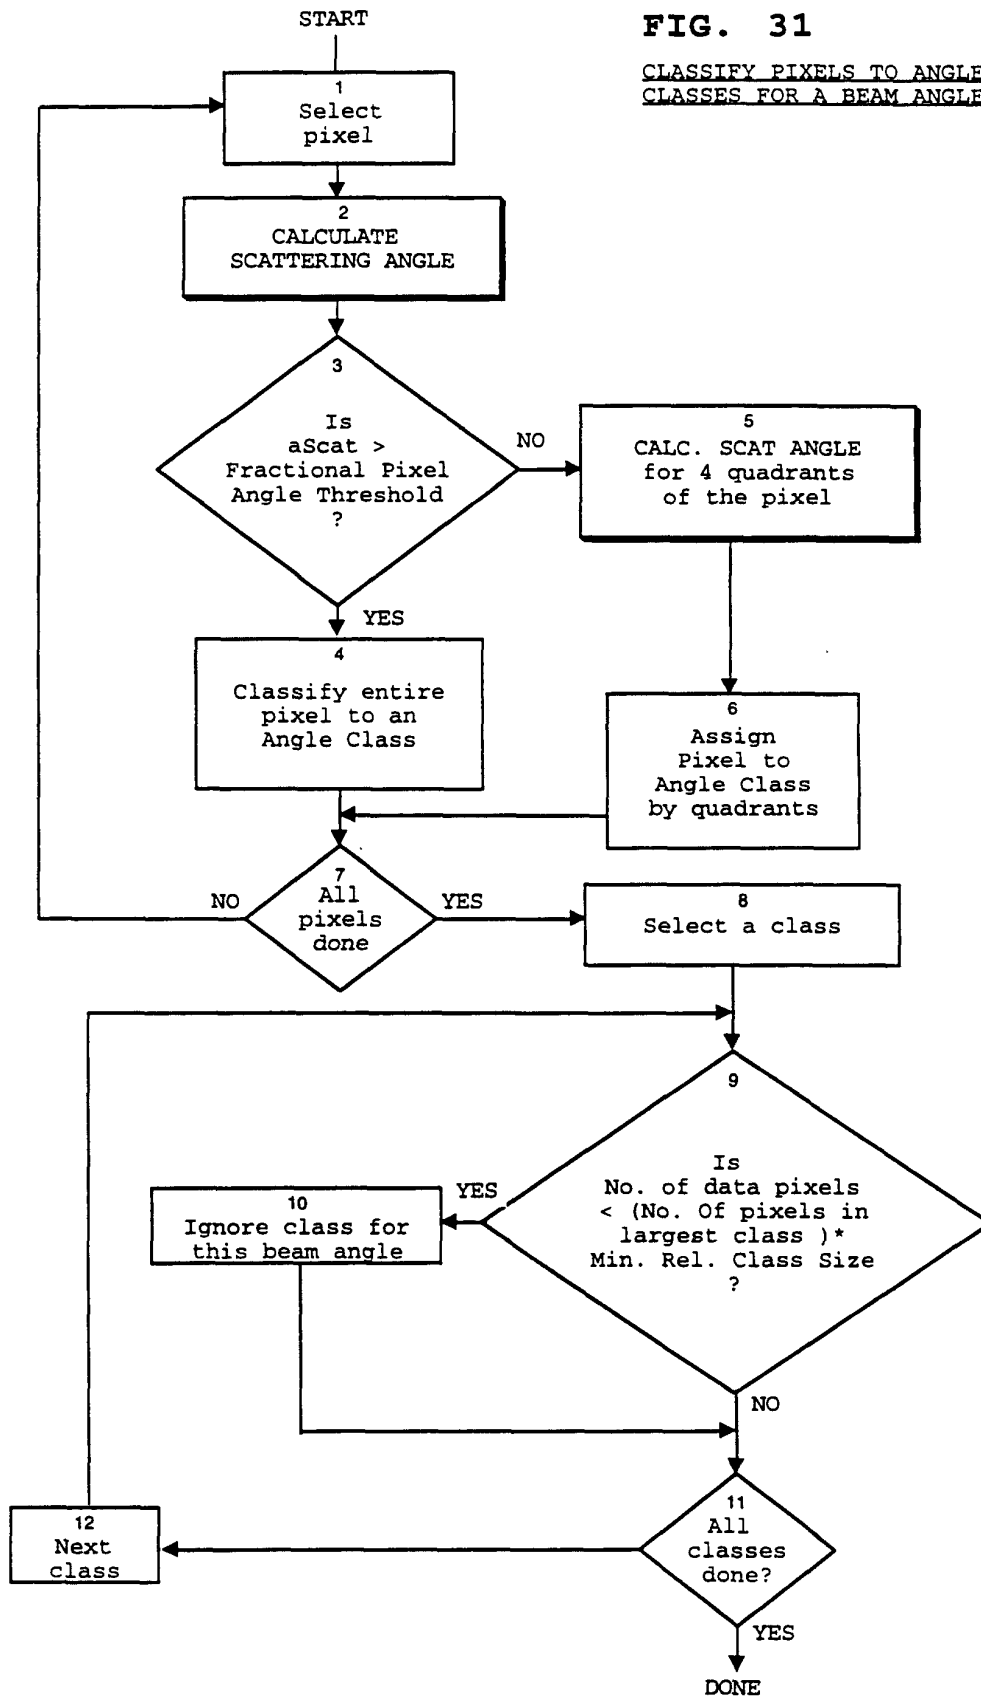 START
FIG. 31
CLASSIFY PIXELS TO ANGLE
CLASSES FOR A BEAM ANGLE
1
Select
pixel
2
CALCULATE
SCATTERING ANGLE
3
Is
aScat >
Fractional Pixel
Angle Threshold
?
NO
5
CALC. SCAT ANGLE
for 4 quadrants
of the pixel
YES
4
Classify entire
pixel to an
Angle Class
6
Assign
Pixel to
Angle Class
by quadrants
7
All
pixels
done
NO
YES
8
Select a class
9
Is
No. of data pixels
< (No. Of pixels in
largest class )*
Min. Rel. Class Size
?
YES
10
Ignore class for
this beam angle
NO
11
All
classes
done?
12
Next
class
YES
DONE